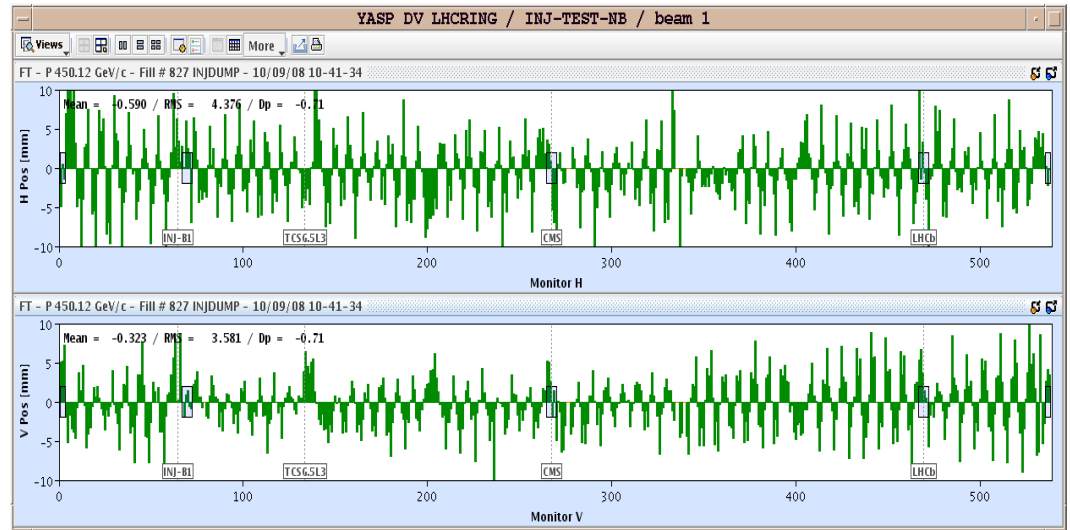 YASP DV LHCRING / INJ-TEST-NB / beam 1
Views More
FT - P 450.12 GeV/c - Fill # 827 INJDUMP - 10/09/08 10-41-34
Mean = -0.590 / RMS = 4.376 / Dp = -0.71
H Pos [mm]
10
5
0
-5
-10
INJ-B1 TCSG.5L3 CMS LHCb
0 100 200 300 400 500
Monitor H
FT - P 450.12 GeV/c - Fill # 827 INJDUMP - 10/09/08 10-41-34
Mean = -0.323 / RMS = 3.581 / Dp = -0.71
V Pos [mm]
10
5
0
-5
-10
INJ-B1 TCSG.5L3 CMS LHCb
0 100 200 300 400 500
Monitor V